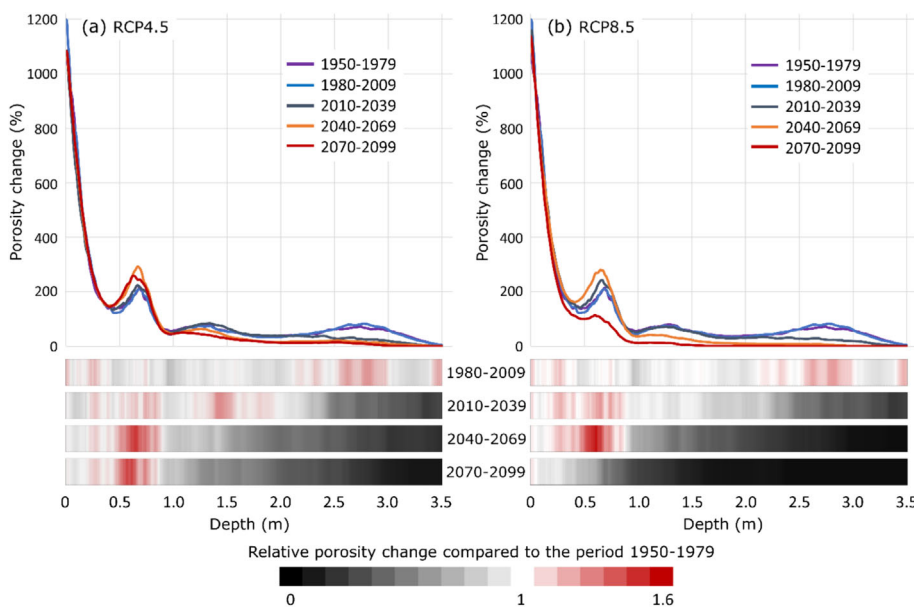 (a) RCP4.5
1200
1000
800
600
400
200
0
Porosity change (%)
1950-1979
1980-2009
2010-2039
2040-2069
2070-2099
(b) RCP8.5
1200
1000
800
600
400
200
0
Porosity change (%)
1950-1979
1980-2009
2010-2039
2040-2069
2070-2099
1980-2009
2010-2039
2040-2069
2070-2099
0 0.5 1.0 1.5 2.0 2.5 3.0 3.5
Depth (m)
0 0.5 1.0 1.5 2.0 2.5 3.0 3.5
Depth (m)
Relative porosity change compared to the period 1950-1979
0 1 1.6